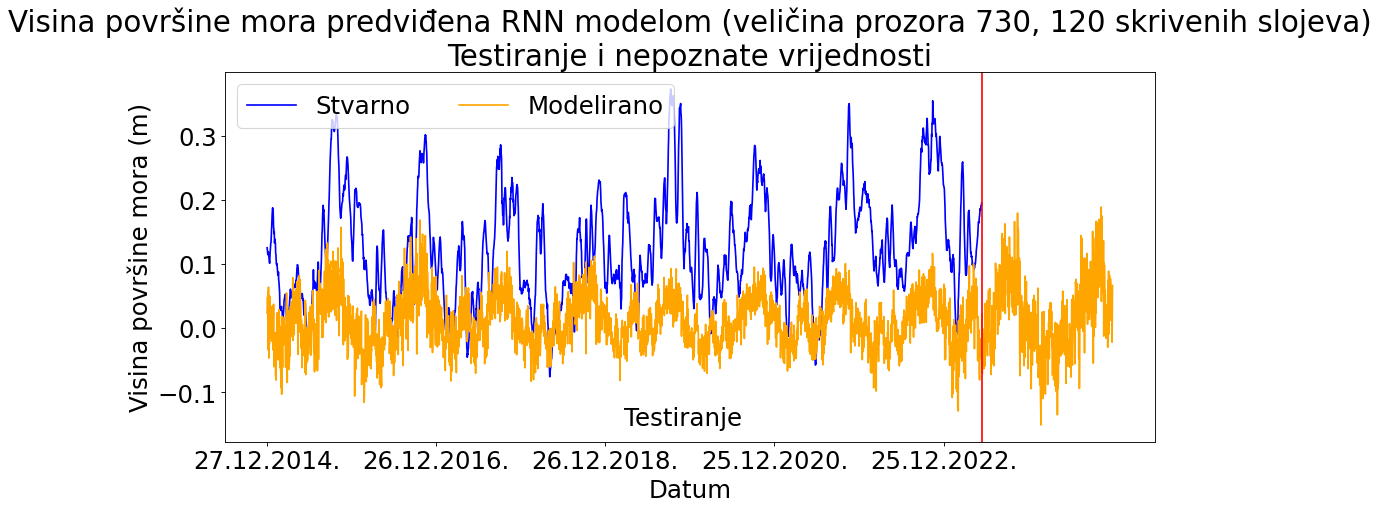 Visina površine mora predviđena RNN modelom (veličina prozora 730, 120 skrivenih slojeva)
Testiranje i nepoznate vrijednosti
Stvarno
Modelirano
Visina površine mora (m)
0.3
0.2
0.1
0.0
−0.1
Testiranje
27.12.2014.
26.12.2016.
26.12.2018.
25.12.2020.
25.12.2022.
Datum